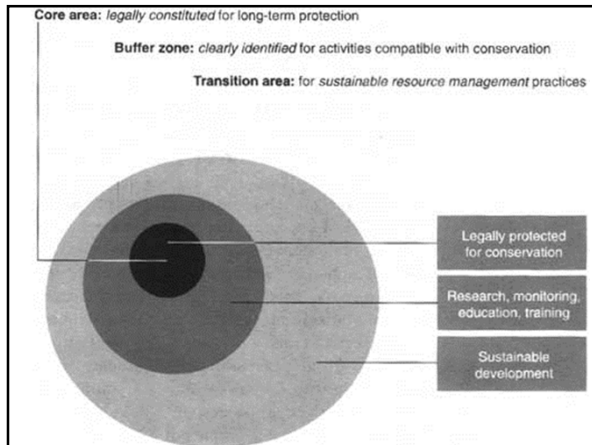 Core area: legally constituted for long-term protection
Buffer zone: clearly identified for activities compatible with conservation
Transition area: for sustainable resource management practices
Legally protected
for conservation
Research, monitoring,
education, training
Sustainable
development